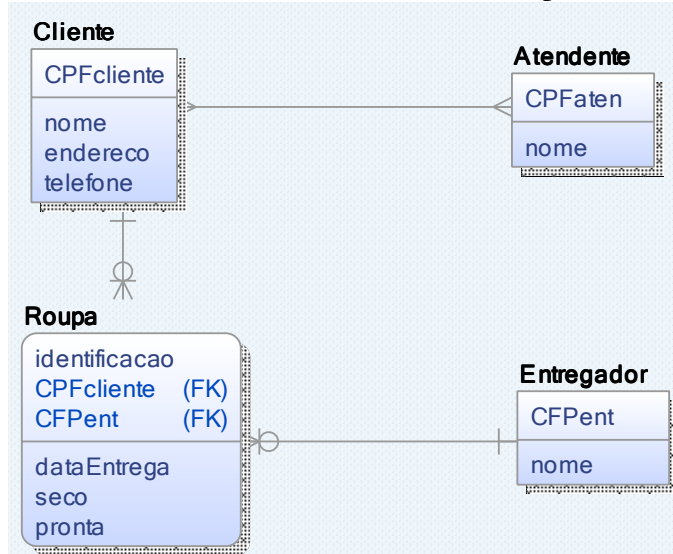 Cliente
CPFcliente
nome
endereco
telefone
Atendente
CPFaten
nome
Roupa
identificacao
CPFcliente (FK)
CFPent (FK)
dataEntrega
seco
pronta
Entregador
CFPent
nome